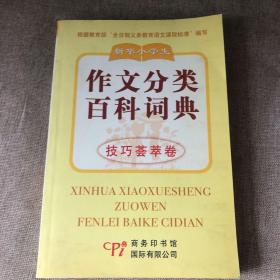 根据教育部“全日制义务教育语文课程标准”编写
新华小学生
作文分类
百科词典
技巧荟萃卷
XINHUA XIAOXUESHENG
ZUOWEN
FENLEI BAIKE CIDIAN
CPi
商务印书馆
国际有限公司